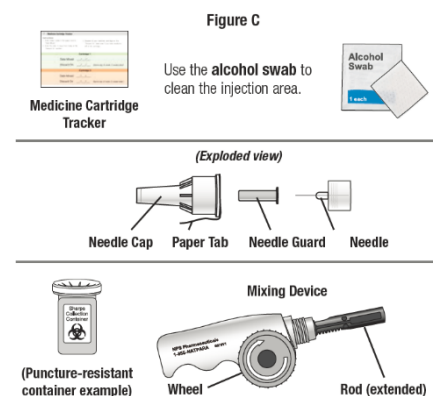 Figure C
Use the alcohol swab to
clean the injection area.
Alcohol
Swab
1 each
Medicine Cartridge
Tracker
(Exploded view)
Needle Cap Paper Tab Needle Guard Needle
Mixing Device
Sharps
Collection
Container
NPS Pharmaceuticals
(Puncture-resistant
container example)
Wheel
Rod (extended)